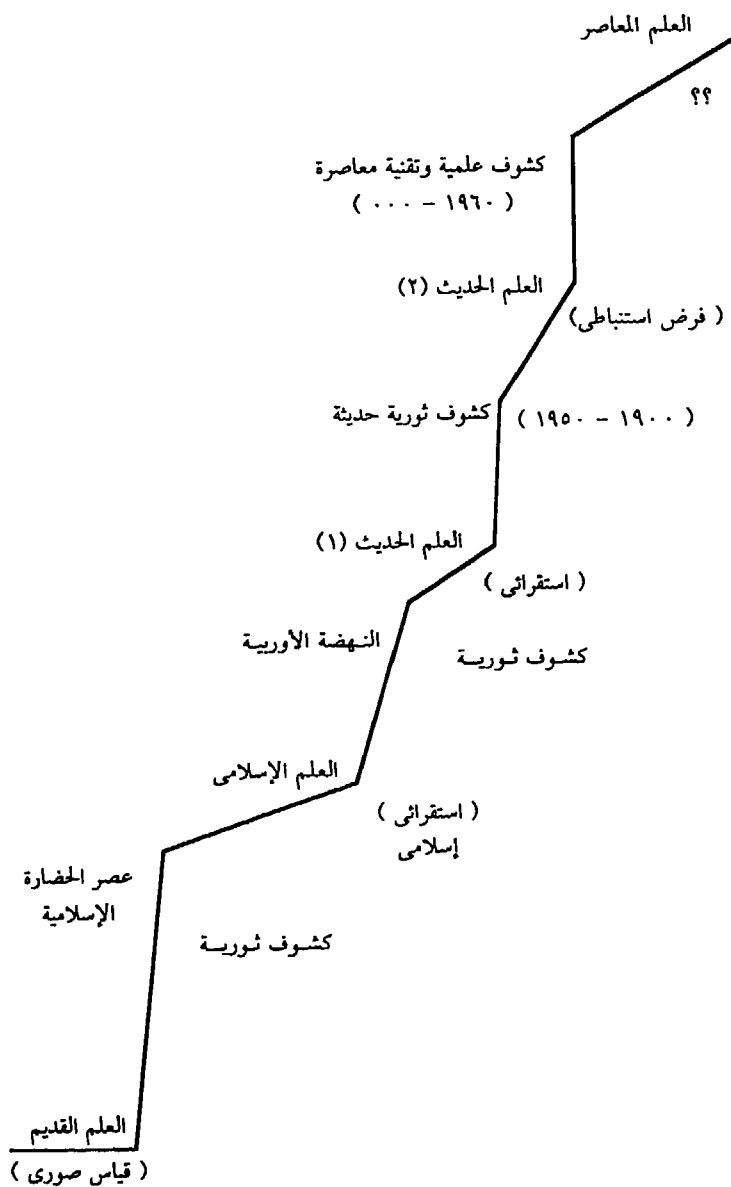 العلم المعاصر
؟؟
كشوف علمية وتقنية معاصرة
( ١٩٦٠ - ٠٠٠ )
العلم الحديث (٢)
( فرض استنباطى)
كشوف ثورية حديثة
( ١٩٠٠ - ١٩٥٠ )
العلم الحديث (١)
( استقرائى )
النهضة الأوربية
كشوف ثورية
العلم الإسلامى
( استقرائى )
إسلامى
عصر الحضارة
الإسلامية
كشوف ثورية
العلم القديم
( قياس صورى )